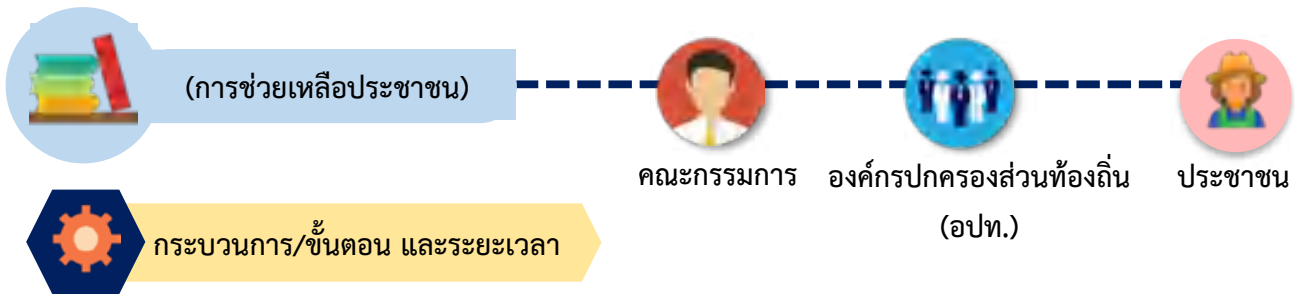 (การช่วยเหลือประชาชน)
คณะกรรมการ
องค์กรปกครองส่วนท้องถิ่น
(อปท.)
ประชาชน
กระบวนการ/ขั้นตอน และระยะเวลา